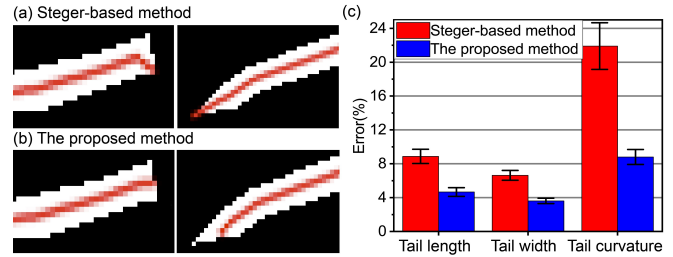 (a) Steger-based method
(b) The proposed method
(c)
Steger-based method
The proposed method
Error(%)
24
20
16
12
8
4
0
Tail length Tail width Tail curvature